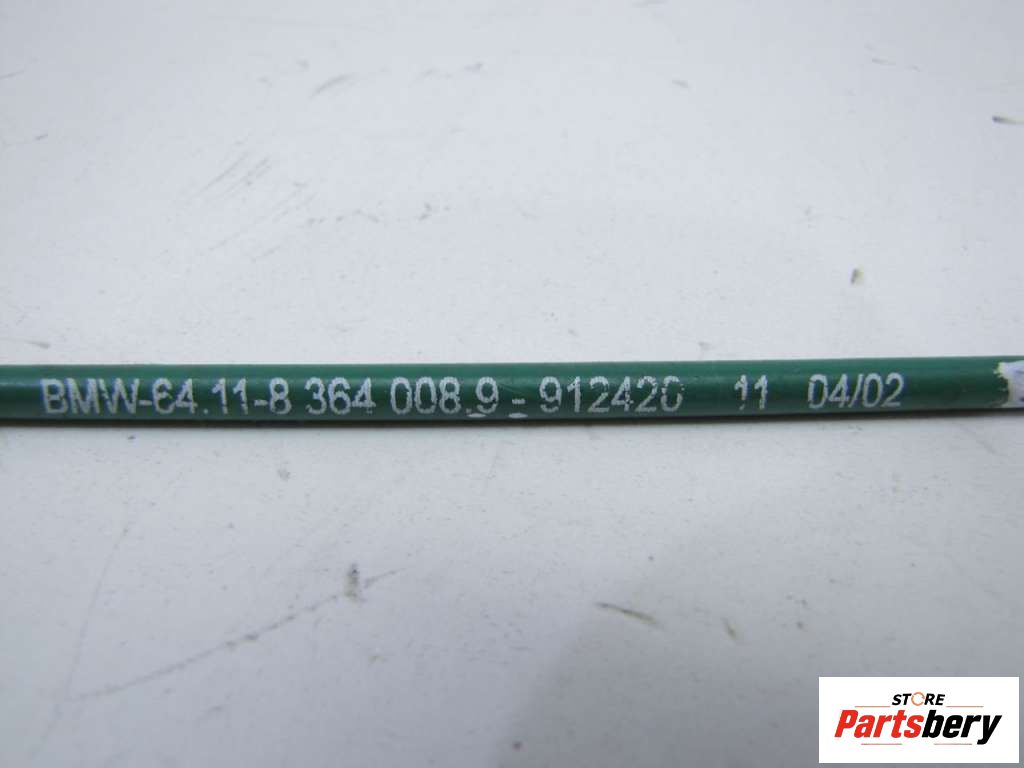 BMW-64.11-8 364 008.9 - 912420 11 04/02
STORE
Partsbery